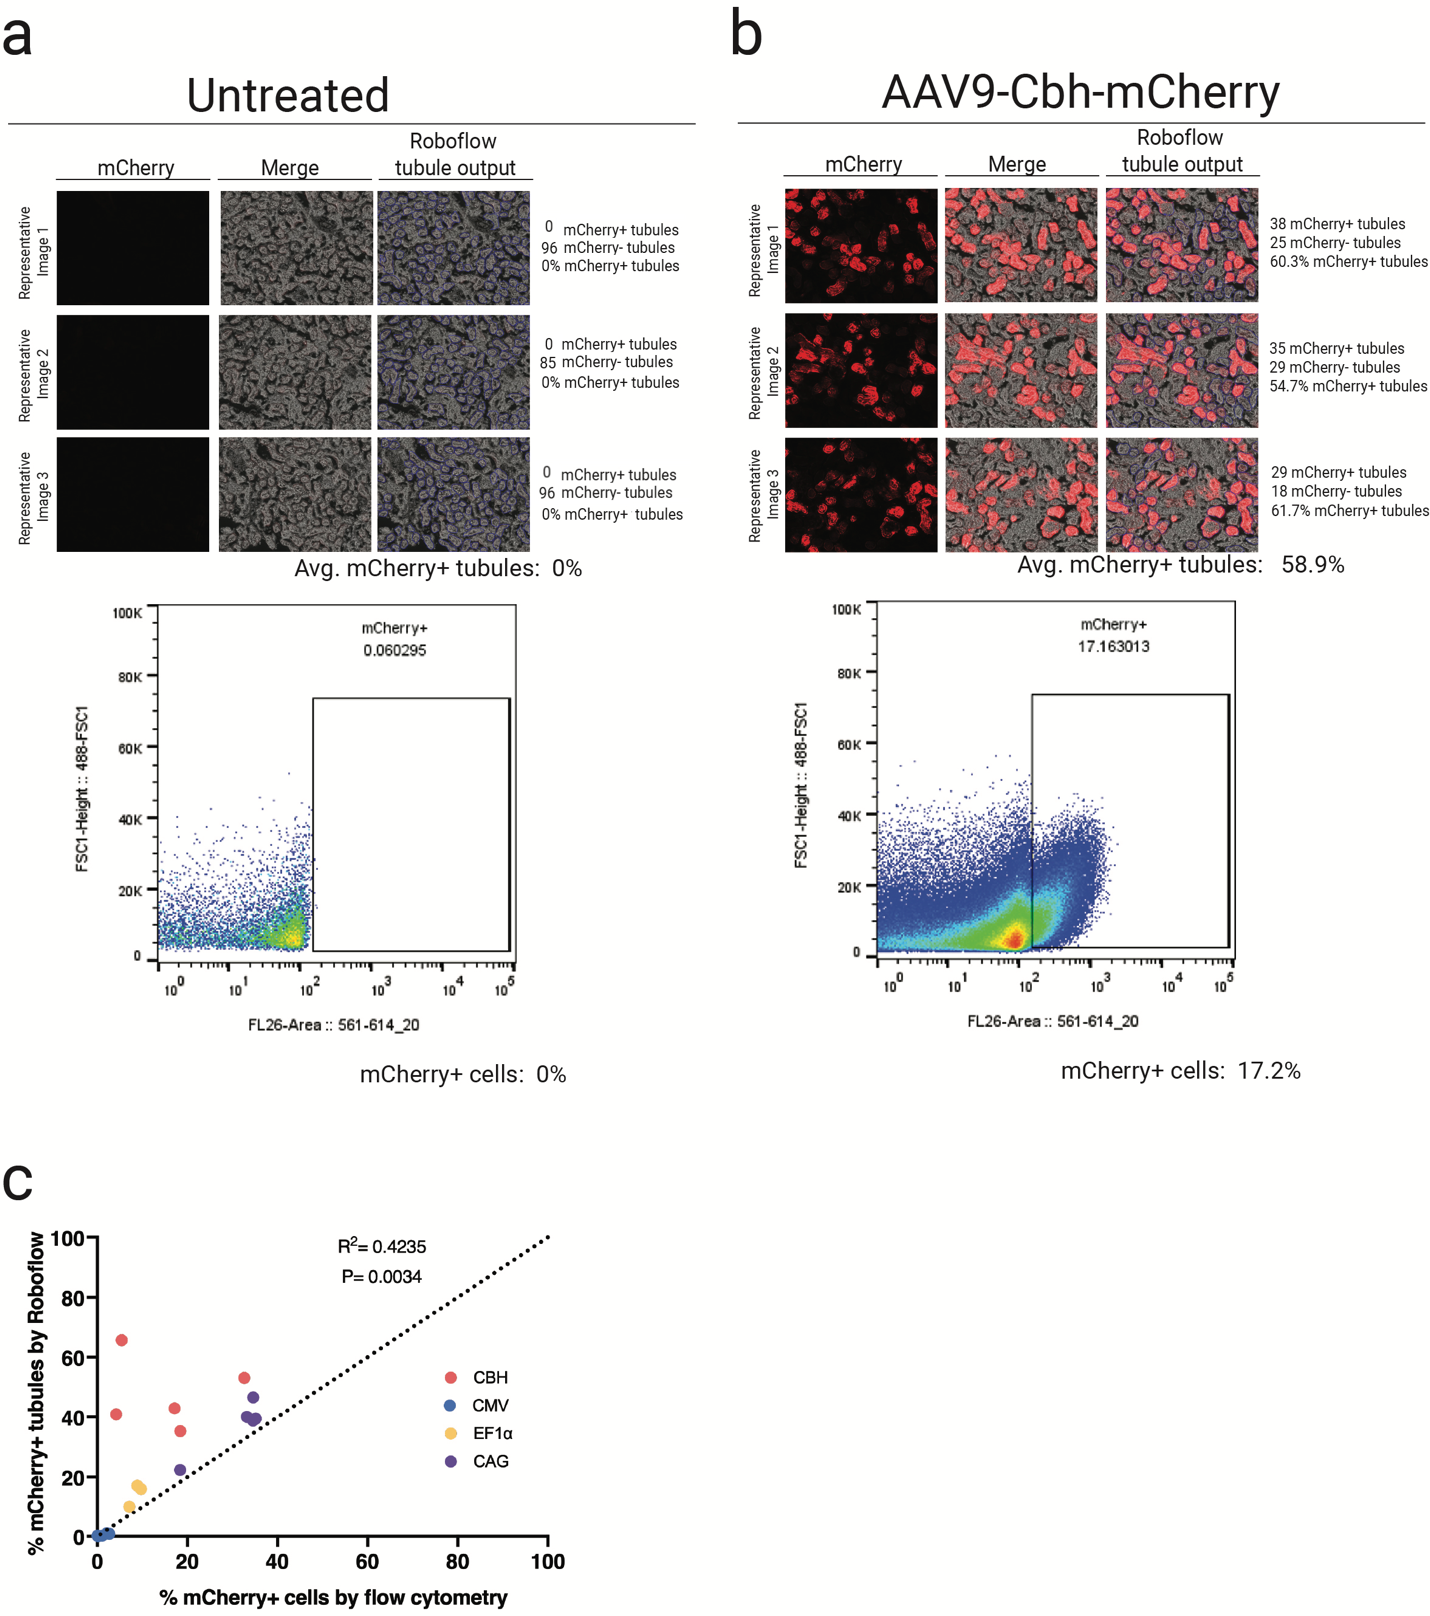 a
Untreated
mCherry
Merge
Roboflow
tubule output
Representative
Image 1
0 mCherry+ tubules
96 mCherry- tubules
0% mCherry+ tubules
Representative
Image 2
0 mCherry+ tubules
85 mCherry- tubules
0% mCherry+ tubules
Representative
Image 3
0 mCherry+ tubules
96 mCherry- tubules
0% mCherry+ tubules
Avg. mCherry+ tubules: 0%
mCherry+
0.060295
100K
80K
60K
40K
20K
0
FSC1-Height :: 488-FSC1
10^0 10^1 10^2 10^3 10^4 10^5
FL26-Area :: 561-614_20
mCherry+ cells: 0%
b
AAV9-Cbh-mCherry
mCherry
Merge
Roboflow
tubule output
Representative
Image 1
38 mCherry+ tubules
25 mCherry- tubules
60.3% mCherry+ tubules
Representative
Image 2
35 mCherry+ tubules
29 mCherry- tubules
54.7% mCherry+ tubules
Representative
Image 3
29 mCherry+ tubules
18 mCherry- tubules
61.7% mCherry+ tubules
Avg. mCherry+ tubules: 58.9%
mCherry+
17.163013
100K
80K
60K
40K
20K
0
FSC1-Height :: 488-FSC1
10^0 10^1 10^2 10^3 10^4 10^5
FL26-Area :: 561-614_20
mCherry+ cells: 17.2%
c
% mCherry+ tubules by Roboflow
100
80
60
40
20
0
R²= 0.4235
P= 0.0034
CBH
CMV
EF1α
CAG
0 20 40 60 80 100
% mCherry+ cells by flow cytometry